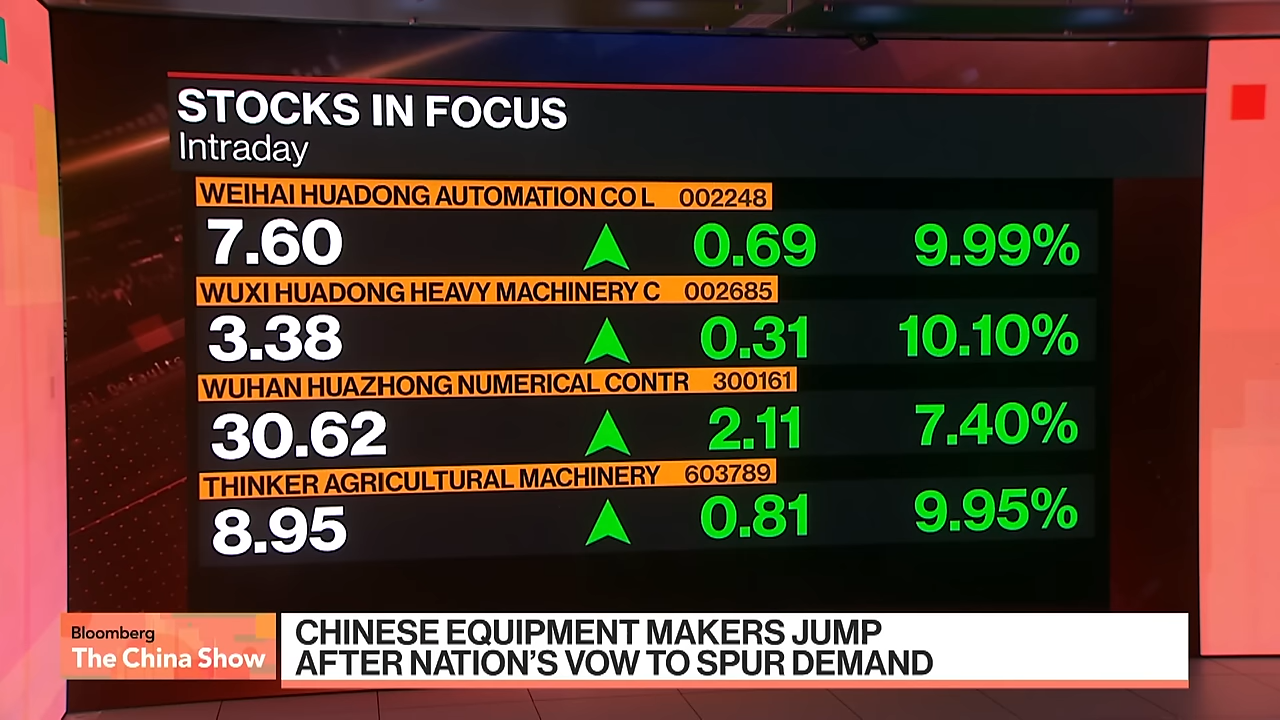 STOCKS IN FOCUS
Intraday
WEIHAI HUADONG AUTOMATION CO L 002248
7.60 ▲ 0.69 9.99%
WUXI HUADONG HEAVY MACHINERY C 002685
3.38 ▲ 0.31 10.10%
WUHAN HUAZHONG NUMERICAL CONTR 300161
30.62 ▲ 2.11 7.40%
THINKER AGRICULTURAL MACHINERY 603789
8.95 ▲ 0.81 9.95%
Bloomberg
The China Show
CHINESE EQUIPMENT MAKERS JUMP
AFTER NATION'S VOW TO SPUR DEMAND